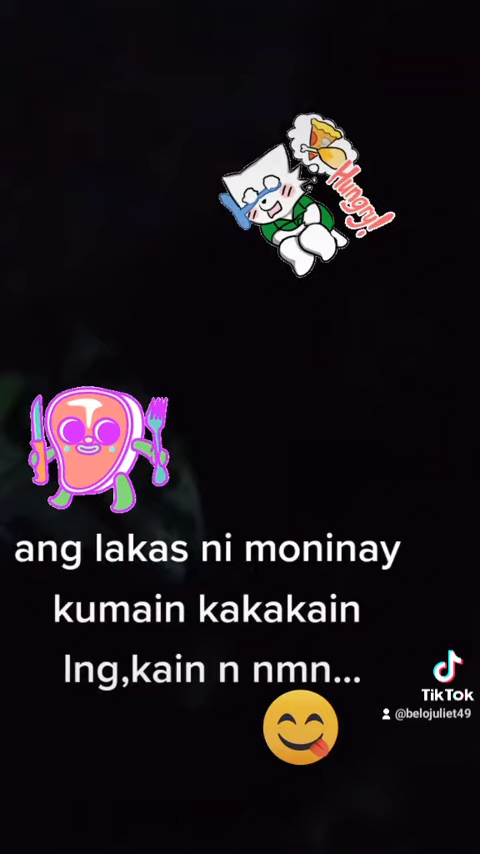 Hungry!
ang lakas ni moninay
kumain kakakain
lng,kain n nmn...
TikTok
@belojuliet49